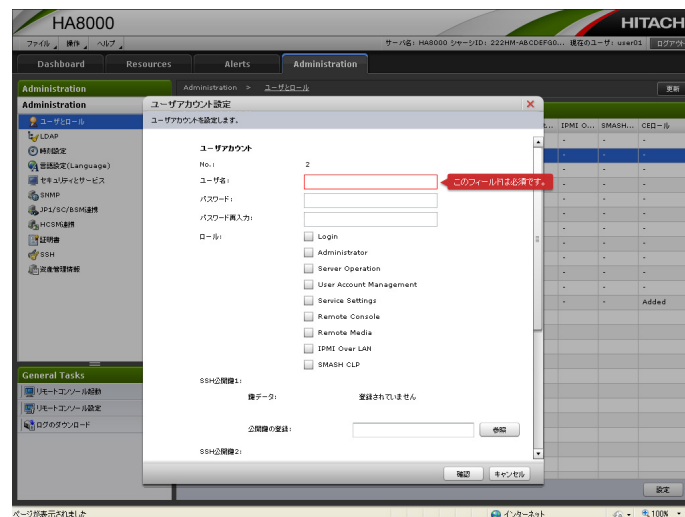 HA8000
HITACH
ファイル 操作 ヘルプ
サーバ名: HA8000 シャーシID: 222HM-ABCDEFG0... 現在のユーザ: user01
Dashboard Resources Alerts Administration
Administration
Administration > ユーザとロール
更新
Administration
ユーザとロール
LDAP
時刻設定
言語設定(Language)
セキュリティとサービス
SNMP
JP1/SC/BSM連携
HCSM連携
証明書
SSH
資産管理情報
General Tasks
リモートコンソール起動
リモートコンソール設定
ログのダウンロード
ユーザアカウント設定
ユーザアカウントを設定します。
ユーザアカウント
No.: 2
ユーザ名:
このフィールドは必須です。
パスワード:
パスワード再入力:
ロール:
Login
Administrator
Server Operation
User Account Management
Service Settings
Remote Console
Remote Media
IPMI Over LAN
SMASH CLP
SSH公開鍵1:
鍵データ: 登録されていません
公開鍵の登録: 参照
SSH公開鍵2:
確認 キャンセル
IPMI O... SMASH... CEロール
- - -
- - -
- - -
- - -
- - -
- - -
- - -
- - -
- - -
- - -
- - Added
設定
ページが表示されました
インターネット
100%